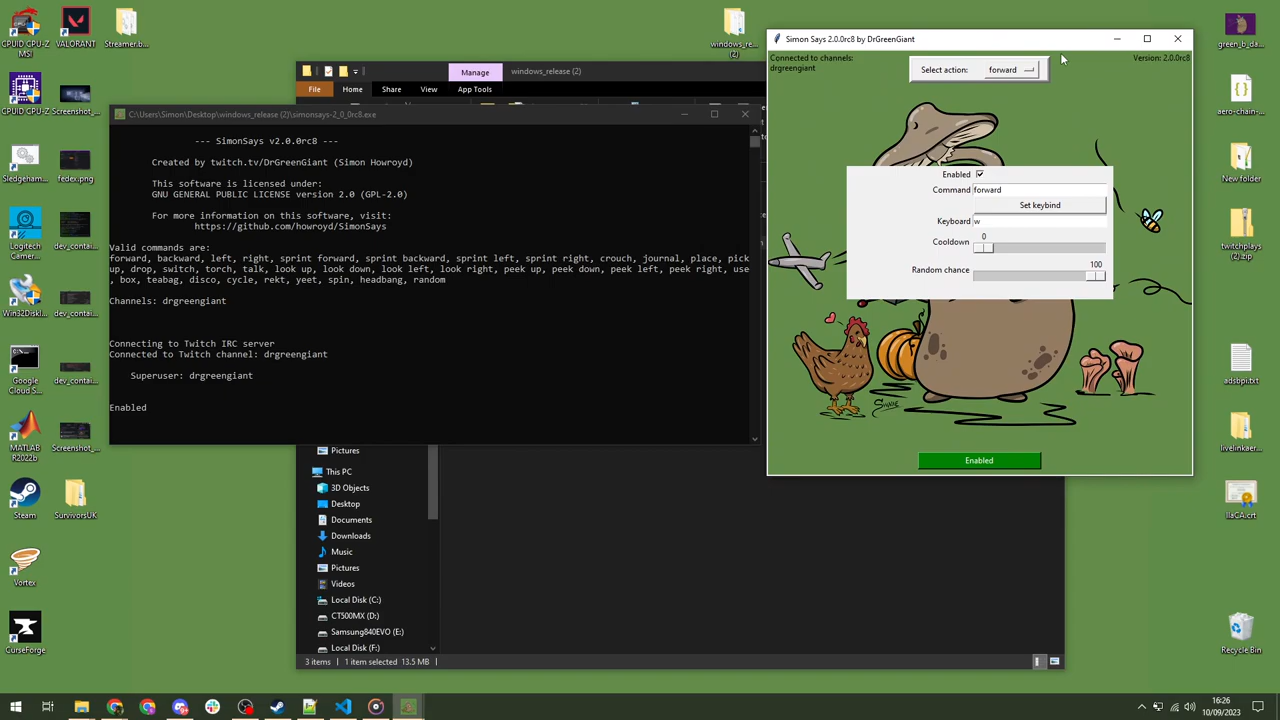 CPUID CPU-Z MSI
VALORANT
Streamer.b...
CPUID CPU-Z
Screenshot_...
Sledgeham...
fedex.png
Logitech Gamer...
dev_contai...
Win32DiskI...
dev_contai...
Google Cloud S...
dev_contai...
MATLAB R2022b
Screenshot_...
Steam
SurvivorsUK
Vortex
CurseForge
windows_re... (2)
Manage
windows_release (2)
File
Home
Share
View
App Tools
C:\Users\Simon\Desktop\windows_release (2)\simonsays-2_0_0rc8.exe
--- SimonSays v2.0.0rc8 ---
Created by twitch.tv/DrGreenGiant (Simon Howroyd)
This software is licensed under:
GNU GENERAL PUBLIC LICENSE version 2.0 (GPL-2.0)
For more information on this software, visit:
https://github.com/howroyd/SimonSays
Valid commands are:
forward, backward, left, right, sprint forward, sprint backward, sprint left, sprint right, crouch, journal, place, pick
up, drop, switch, torch, talk, look up, look down, look left, look right, peek up, peek down, peek left, peek right, use
, box, teabag, disco, cycle, rekt, yeet, spin, headbang, random
Channels: drgreengiant
Connecting to Twitch IRC server
Connected to Twitch channel: drgreengiant
Superuser: drgreengiant
Enabled
Pictures
This PC
3D Objects
Desktop
Documents
Downloads
Music
Pictures
Videos
Local Disk (C:)
CT500MX (D:)
Samsung840EVO (E:)
Local Disk (F:)
3 items
1 item selected 13.5 MB
Simon Says 2.0.0rc8 by DrGreenGiant
Connected to channels:
drgreengiant
Select action:
forward
Version: 2.0.0rc8
Enabled
Command
forward
Set keybind
Keyboard
w
0
Cooldown
100
Random chance
Enabled
green_b_da...
aero-chain-...
New folder
twitchplays (2).zip
adsbpi.txt
livelinkaer...
Recycle Bin
16:26
10/09/2023